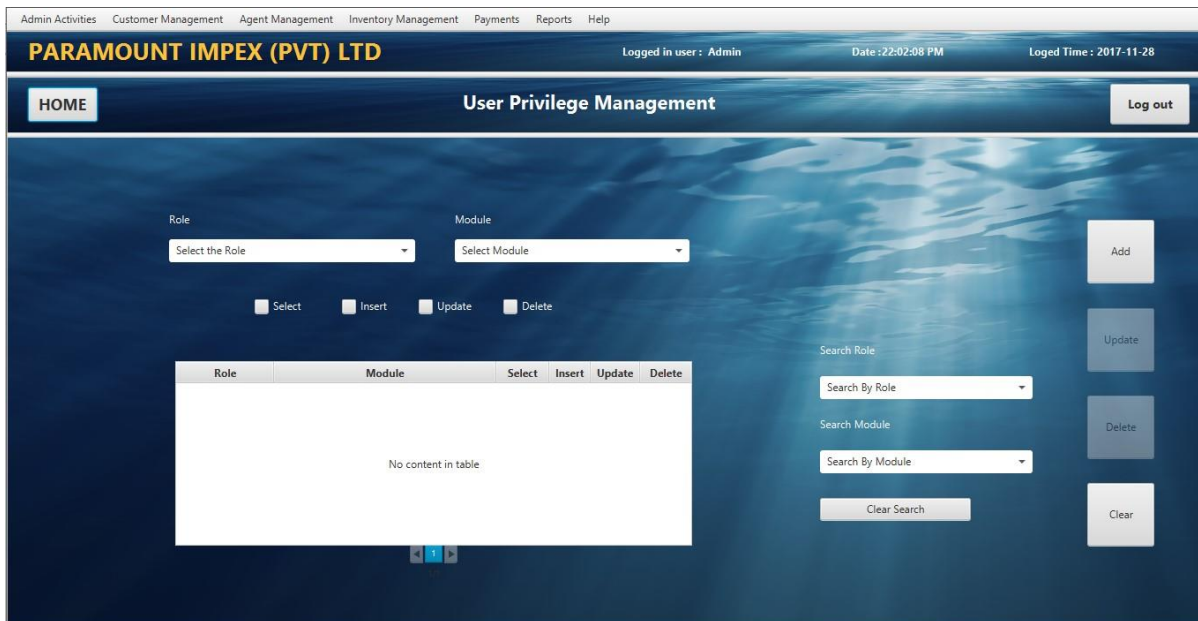 Admin Activities Customer Management Agent Management Inventory Management Payments Reports Help
PARAMOUNT IMPEX (PVT) LTD Logged in user : Admin Date :22:02:08 PM Loged Time : 2017-11-28
HOME User Privilege Management Log out
Role Module
Select the Role Select Module
Add
Select Insert Update Delete
Update
Search Role
Role Module Select Insert Update Delete
Search By Role
Search Module
Delete
No content in table
Search By Module
Clear Search
Clear
1